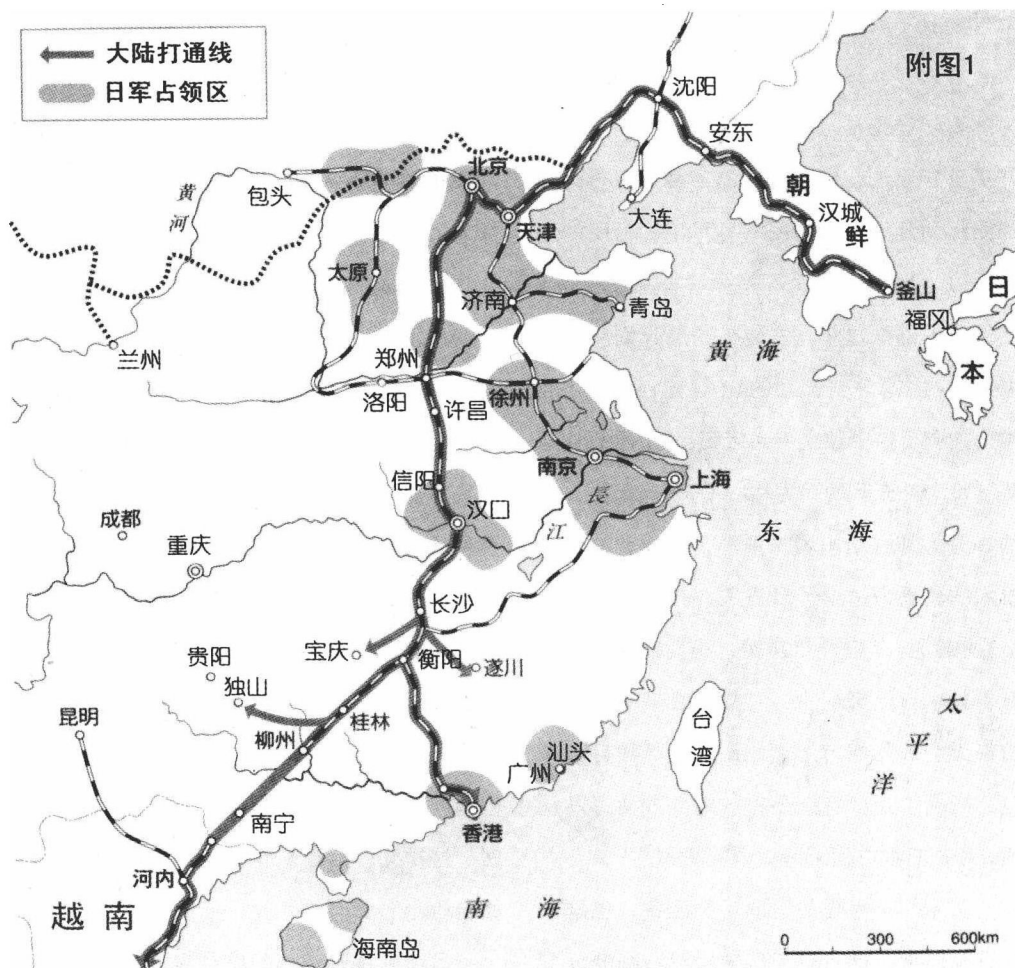 大陆打通线
日军占领区
附图1
沈阳
安东
朝
鲜
汉城
釜山
福冈
日
本
大连
包头
黄
河
北京
天津
太原
济南
青岛
兰州
郑州
洛阳
许昌
徐州
黄 海
南京
上海
長
江
信阳
汉口
成都
重庆
东 海
长沙
宝庆
衡阳
遂川
贵阳
独山
桂林
昆明
柳州
汕头
广州
香港
台
湾
太
平
洋
南宁
河内
越 南
海南岛
南 海
0 300 600km